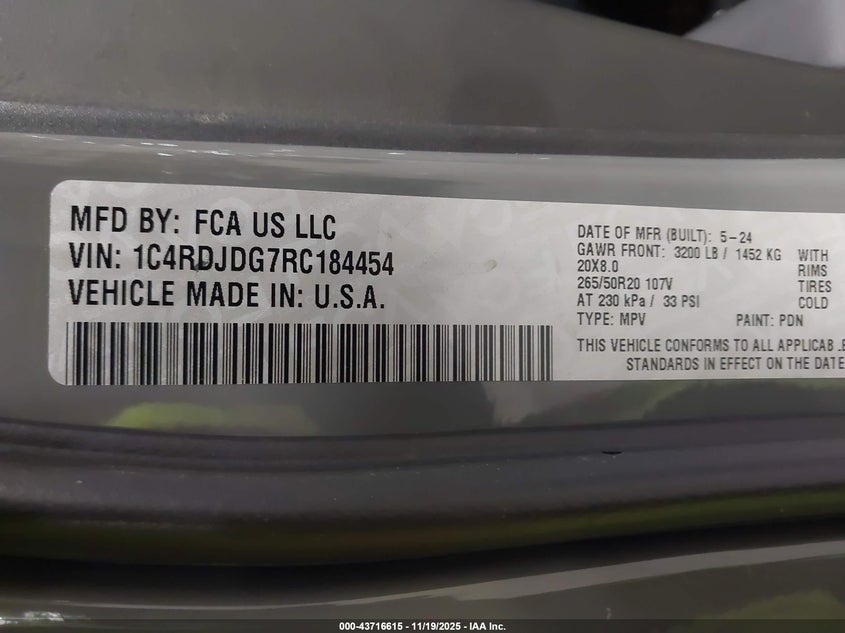 MFD BY: FCA US LLC
VIN: 1C4RDJDG7RC184454
VEHICLE MADE IN: U.S.A.
DATE OF MFR (BUILT): 5-24
GAWR FRONT: 3200 LB / 1452 KG WITH
20X8.0 RIMS
265/50R20 107V TIRES
AT 230 kPa / 33 PSI COLD
TYPE: MPV PAINT: PDN
THIS VEHICLE CONFORMS TO ALL APPLICAB.E
STANDARDS IN EFFECT ON THE DATE
000-43716615 - 11/19/2025 - IAA Inc.